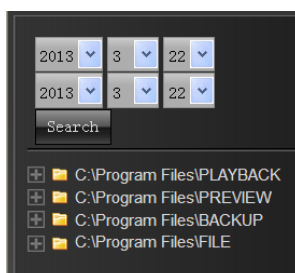 2013 3 22
2013 3 22
Search
C:\Program Files\PLAYBACK
C:\Program Files\PREVIEW
C:\Program Files\BACKUP
C:\Program Files\FILE